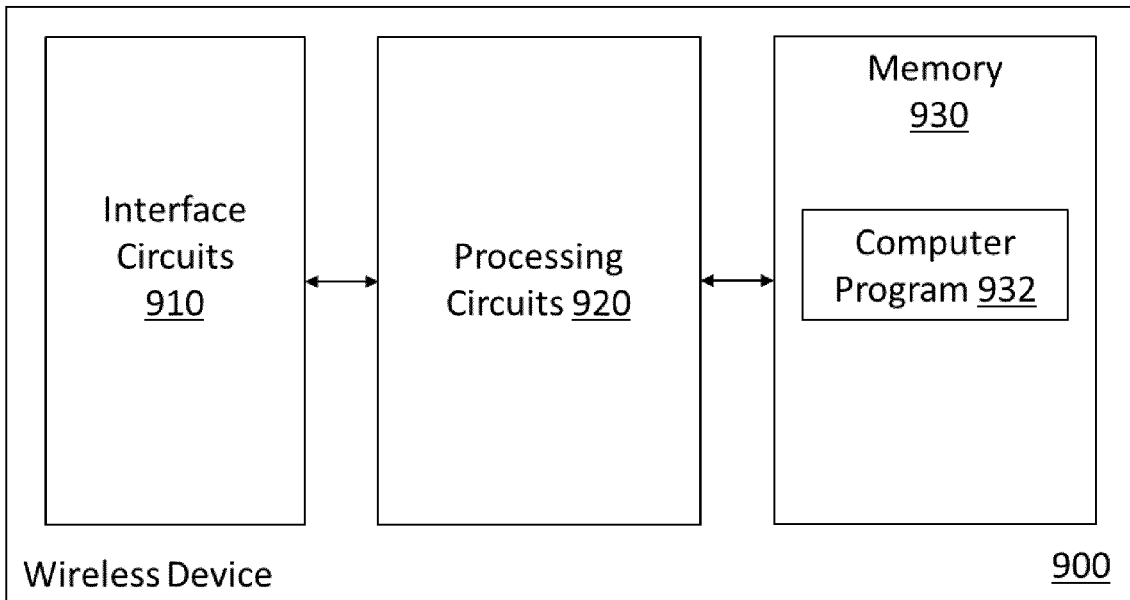 Interface
Circuits
910
Processing
Circuits 920
Memory
930
Computer
Program 932
Wireless Device
900